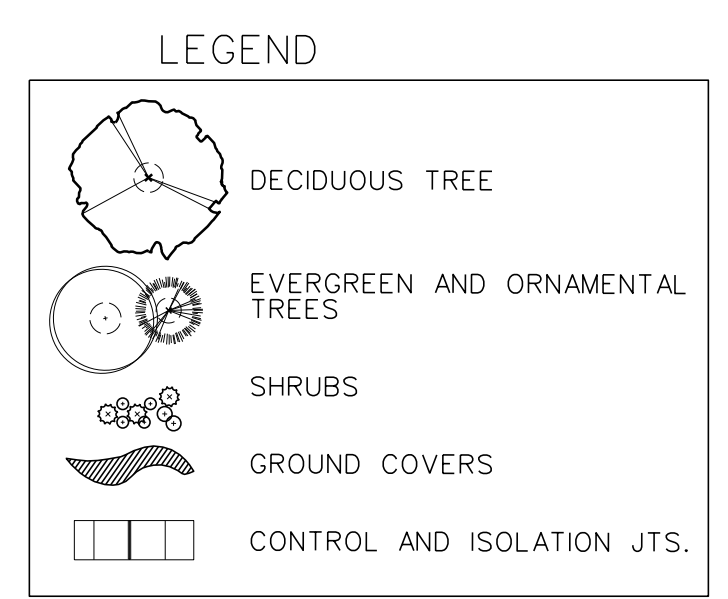 LEGEND
DECIDUOUS TREE
EVERGREEN AND ORNAMENTAL
TREES
SHRUBS
GROUND COVERS
CONTROL AND ISOLATION JTS.